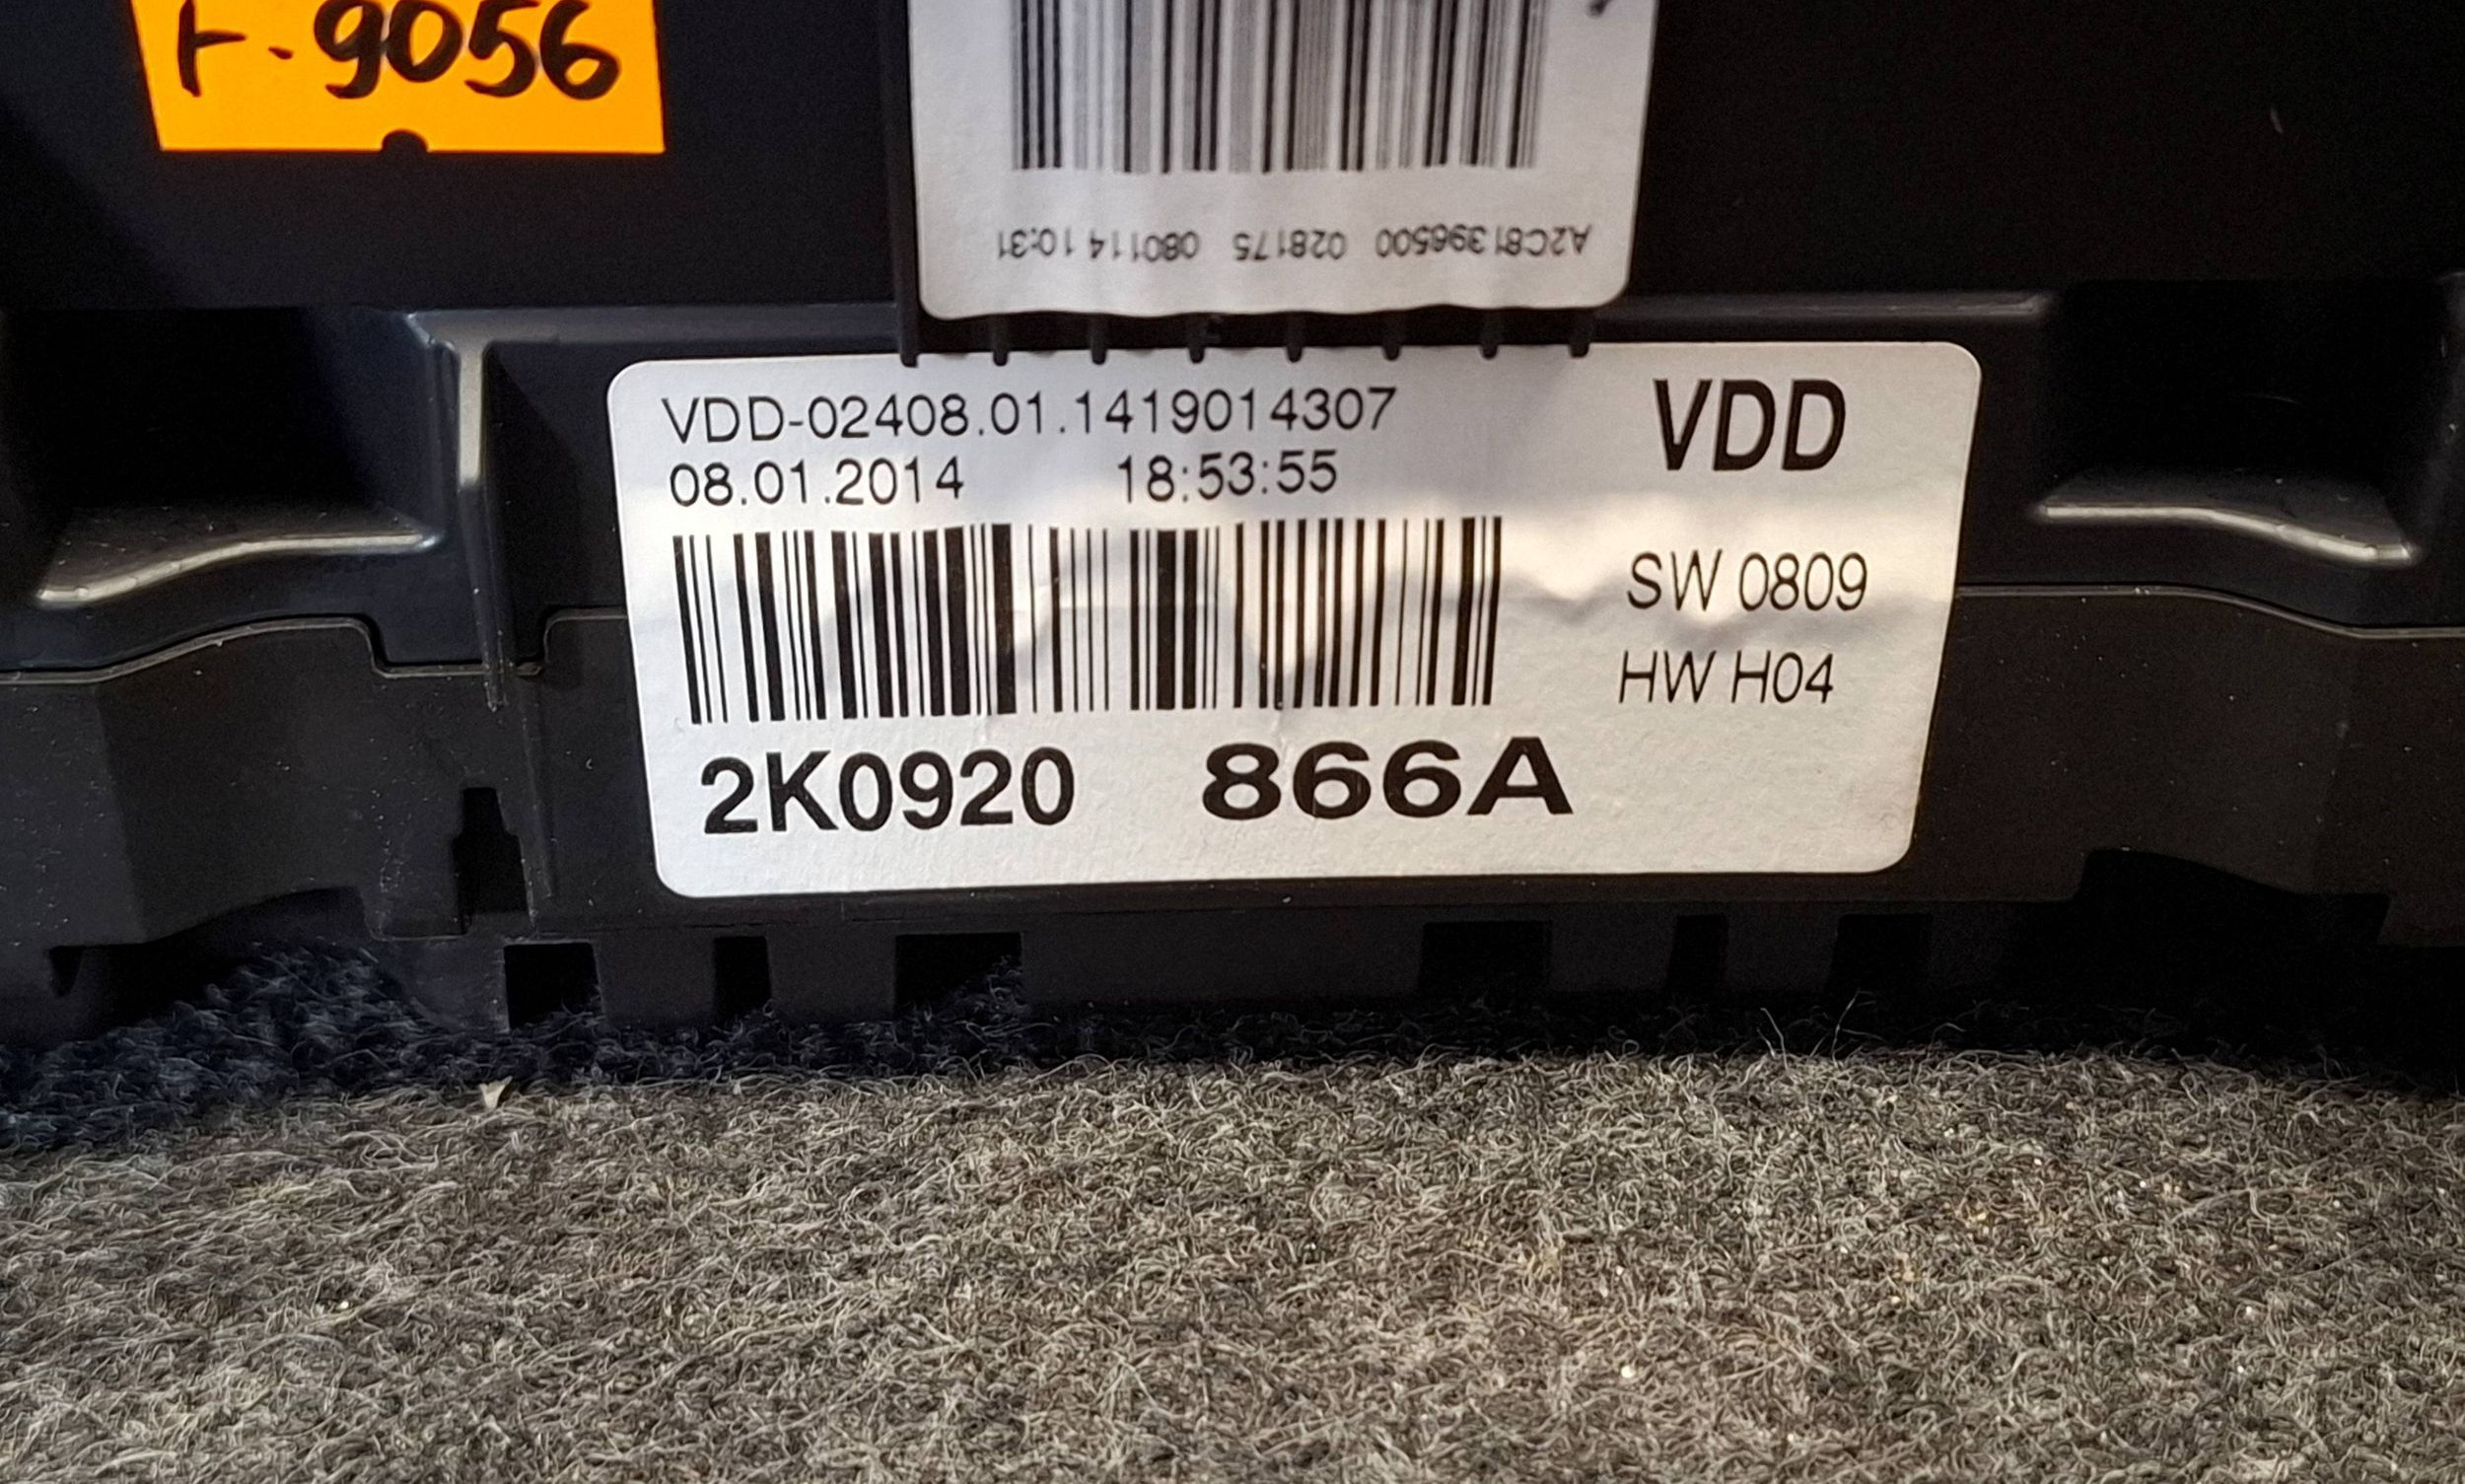 9056
A2C81396500 028175 080114 10:31
VDD-02408.01.1419014307
08.01.2014 18:53:55
VDD
SW 0809
HW H04
2K0920 866A